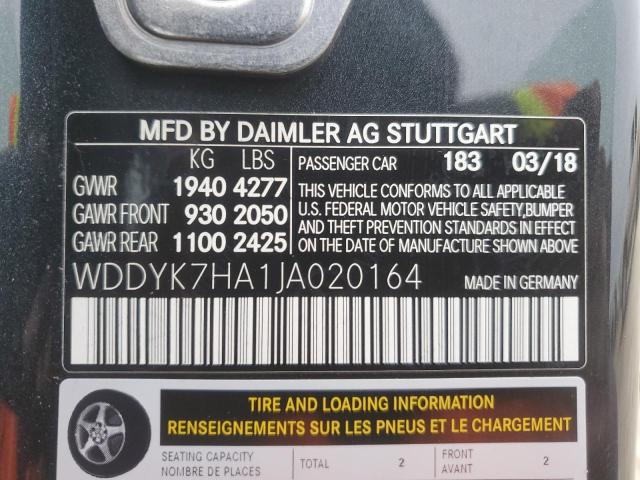 MFD BY DAIMLER AG STUTTGART
KG LBS
GVWR 1940 4277
GAWR FRONT 930 2050
GAWR REAR 1100 2425
PASSENGER CAR 183 03/18
THIS VEHICLE CONFORMS TO ALL APPLICABLE
U.S. FEDERAL MOTOR VEHICLE SAFETY,BUMPER
AND THEFT PREVENTION STANDARDS IN EFFECT
ON THE DATE OF MANUFACTURE SHOWN ABOVE
WDDYK7HA1JA020164 MADE IN GERMANY
TIRE AND LOADING INFORMATION
RENSEIGNEMENTS SUR LES PNEUS ET LE CHARGEMENT
SEATING CAPACITY
NOMBRE DE PLACES
TOTAL 2
FRONT
AVANT 2